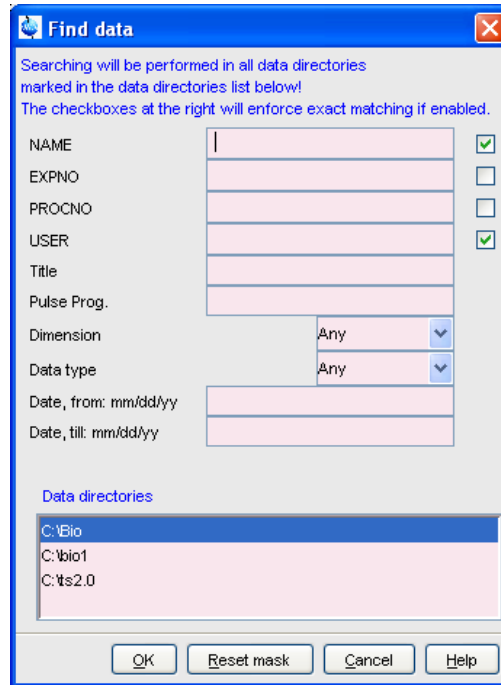 Find data
Searching will be performed in all data directories
marked in the data directories list below!
The checkboxes at the right will enforce exact matching if enabled.
NAME
EXPNO
PROCNO
USER
Title
Pulse Prog.
Dimension Any
Data type Any
Date, from: mm/dd/yy
Date, till: mm/dd/yy
Data directories
C:\Bio
C:\bio1
C:\ts2.0
OK Reset mask Cancel Help